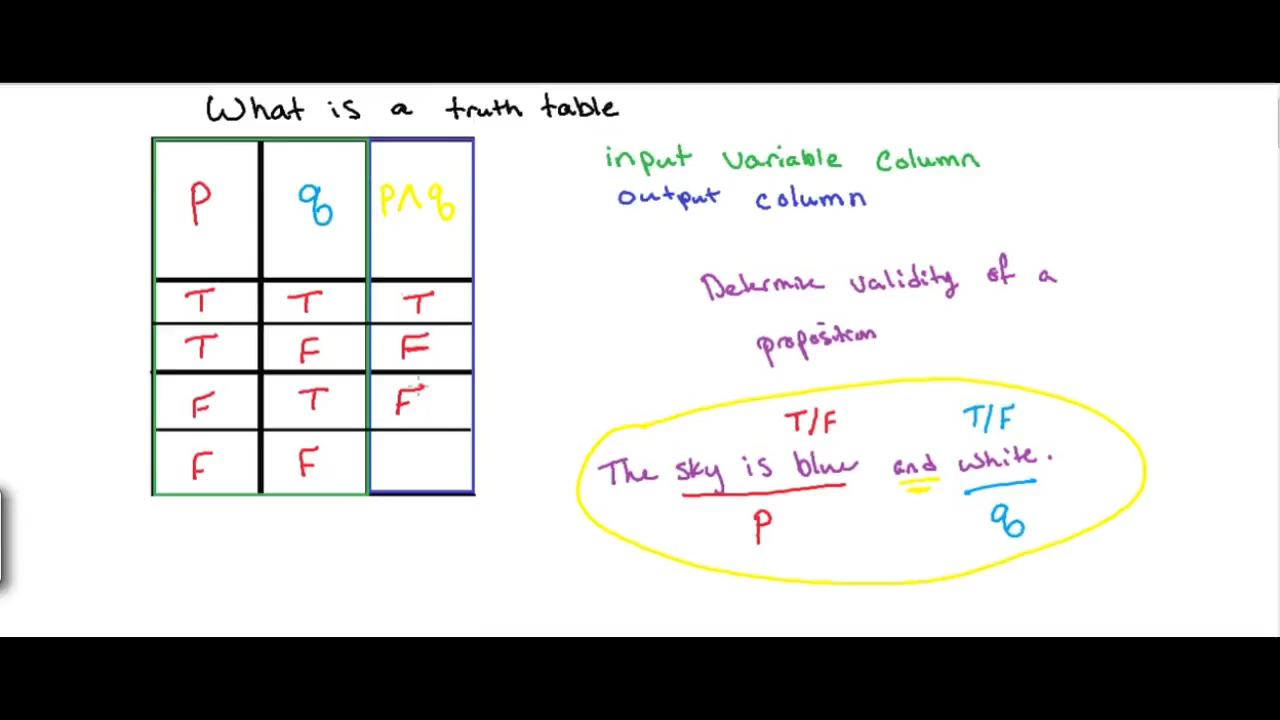 What is a truth table
P q P∧q
T T T
T F F
F T F
F F
input variable column
output column
Determine validity of a
proposition
T/F T/F
The sky is blue and white.
P q